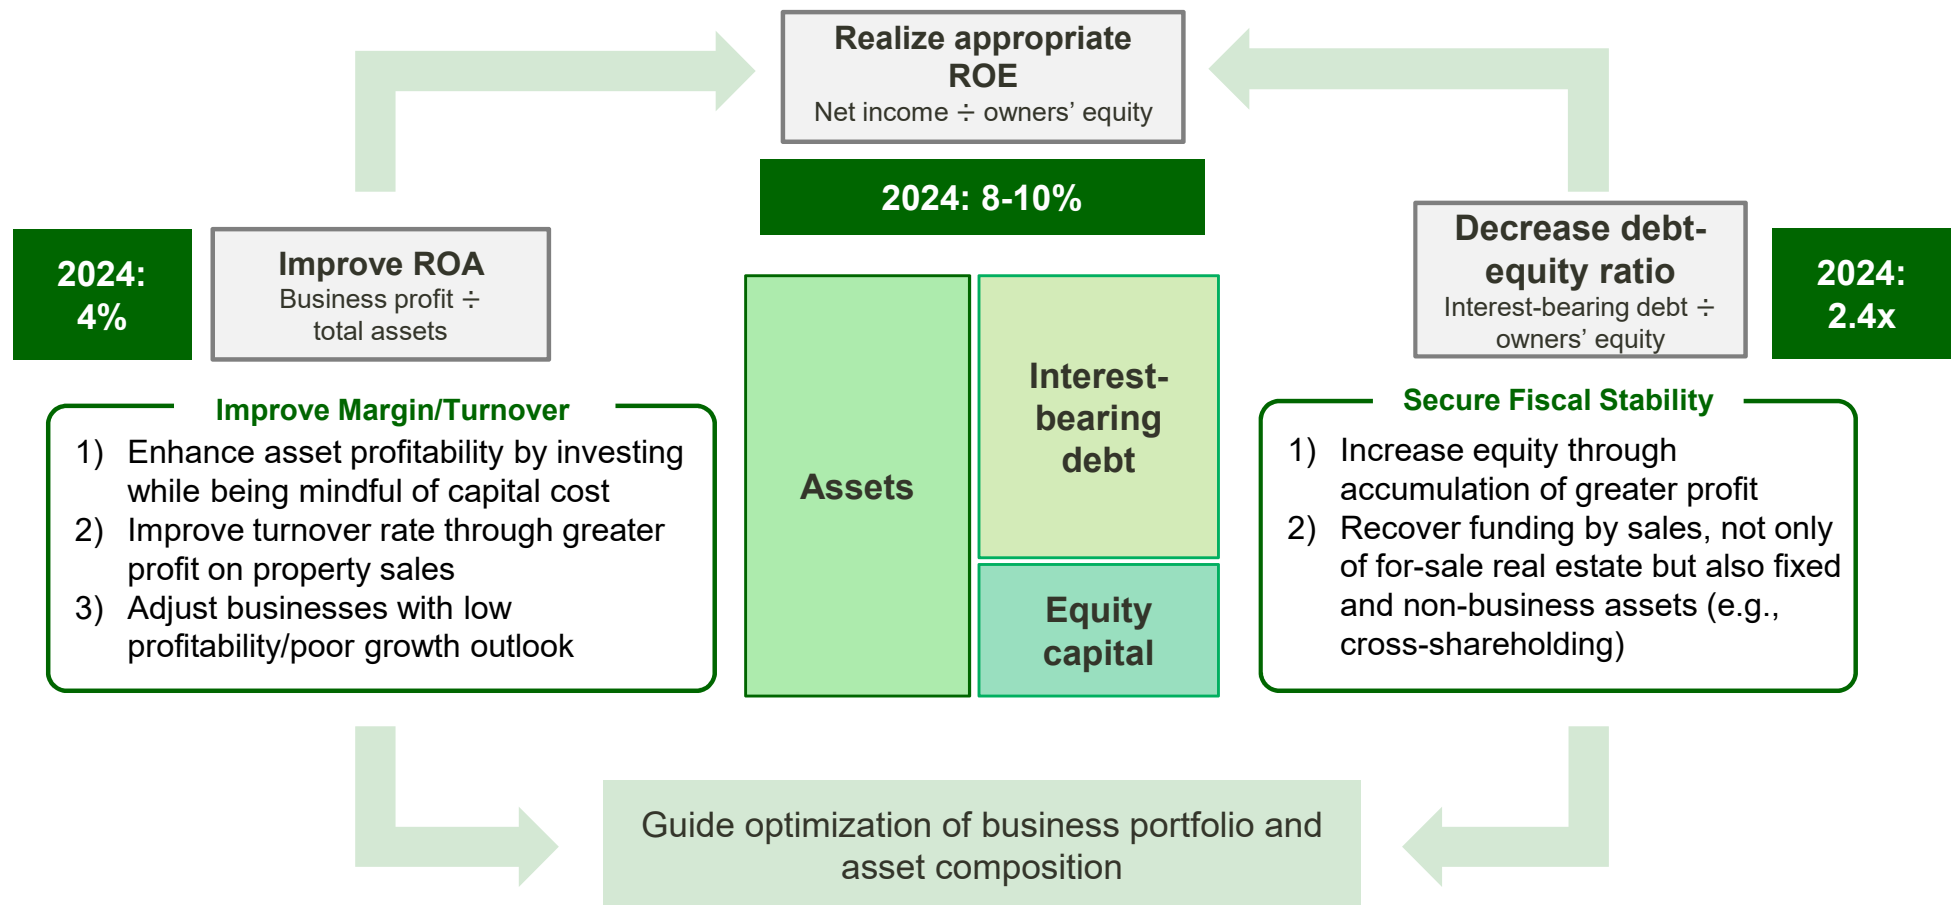 Realize appropriate
ROE
Net income ÷ owners’ equity
2024: 8-10%
2024:
4%
Improve ROA
Business profit ÷
total assets
Decrease debt-
equity ratio
Interest-bearing debt ÷
owners’ equity
2024:
2.4x
Improve Margin/Turnover
1) Enhance asset profitability by investing
while being mindful of capital cost
2) Improve turnover rate through greater
profit on property sales
3) Adjust businesses with low
profitability/poor growth outlook
Assets
Interest-
bearing
debt
Equity
capital
Secure Fiscal Stability
1) Increase equity through
accumulation of greater profit
2) Recover funding by sales, not only
of for-sale real estate but also fixed
and non-business assets (e.g.,
cross-shareholding)
Guide optimization of business portfolio and
asset composition